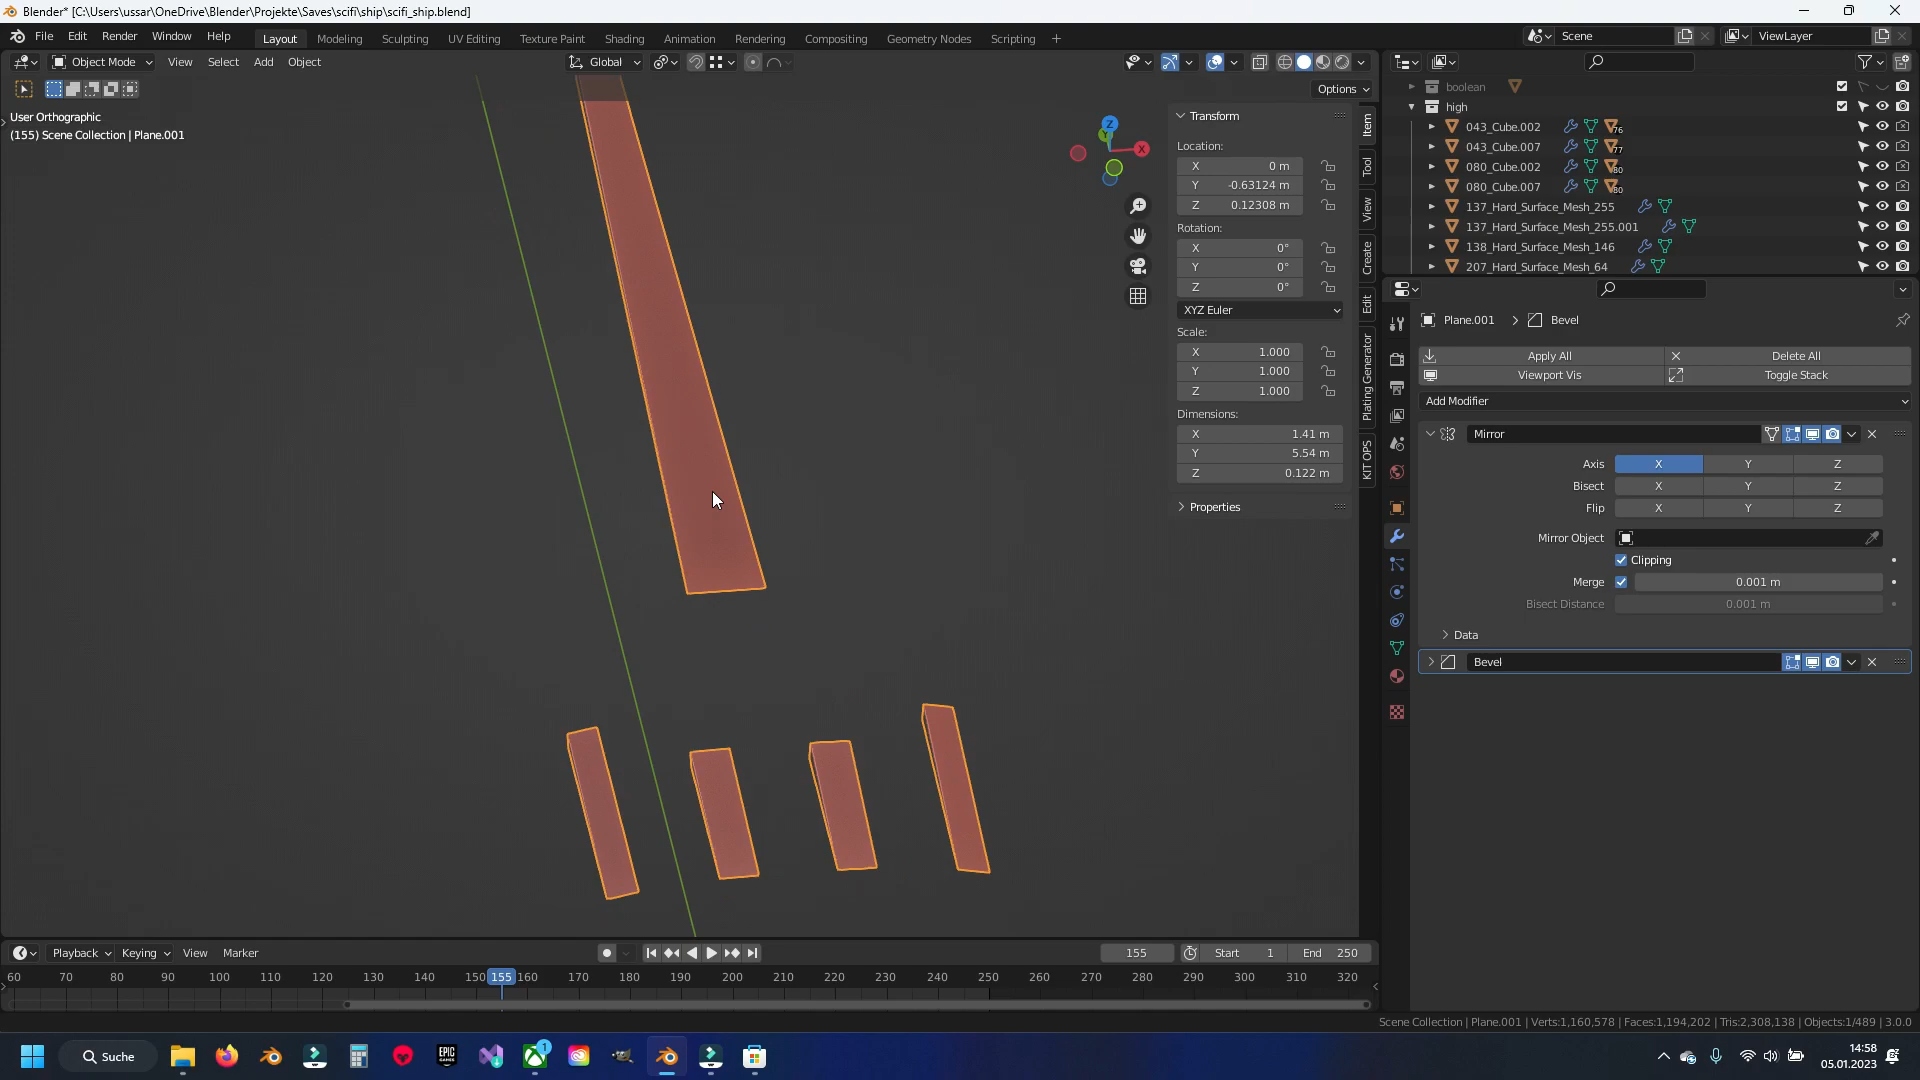 Blender* [C:\Users\ussar\OneDrive\Blender\Projekte\Saves\scifi\ship\scifi_ship.blend]
File Edit Render Window Help Layout Modeling Sculpting UV Editing Texture Paint Shading Animation Rendering Compositing Geometry Nodes Scripting + Scene ViewLayer
Object Mode View Select Add Object Global
Options
User Orthographic
(155) Scene Collection | Plane.001
Z
Y
X
Transform
Location:
X 0 m
Y -0.63124 m
Z 0.12308 m
Rotation:
X 0°
Y 0°
Z 0°
XYZ Euler
Scale:
X 1.000
Y 1.000
Z 1.000
Dimensions:
X 1.41 m
Y 5.54 m
Z 0.122 m
Properties
Item
Tool
View
Create
Edit
Plating Generator
KIT OPS
boolean
high
043_Cube.002 76
043_Cube.007 77
080_Cube.002 80
080_Cube.007 80
137_Hard_Surface_Mesh_255
137_Hard_Surface_Mesh_255.001
138_Hard_Surface_Mesh_146
207_Hard_Surface_Mesh_64
Plane.001 > Bevel
Apply All Delete All
Viewport Vis Toggle Stack
Add Modifier
Mirror
Axis X Y Z
Bisect X Y Z
Flip X Y Z
Mirror Object
Clipping
Merge 0.001 m
Bisect Distance 0.001 m
Data
Bevel
Playback Keying View Marker 155 Start 1 End 250
60 70 80 90 100 110 120 130 140 150 155 160 170 180 190 200 210 220 230 240 250 260 270 280 290 300 310 320
Scene Collection | Plane.001 | Verts:1,160,578 | Faces:1,194,202 | Tris:2,308,138 | Objects:1/489 | 3.0.0
Suche
EPIC GAMES
1
14:58
05.01.2023